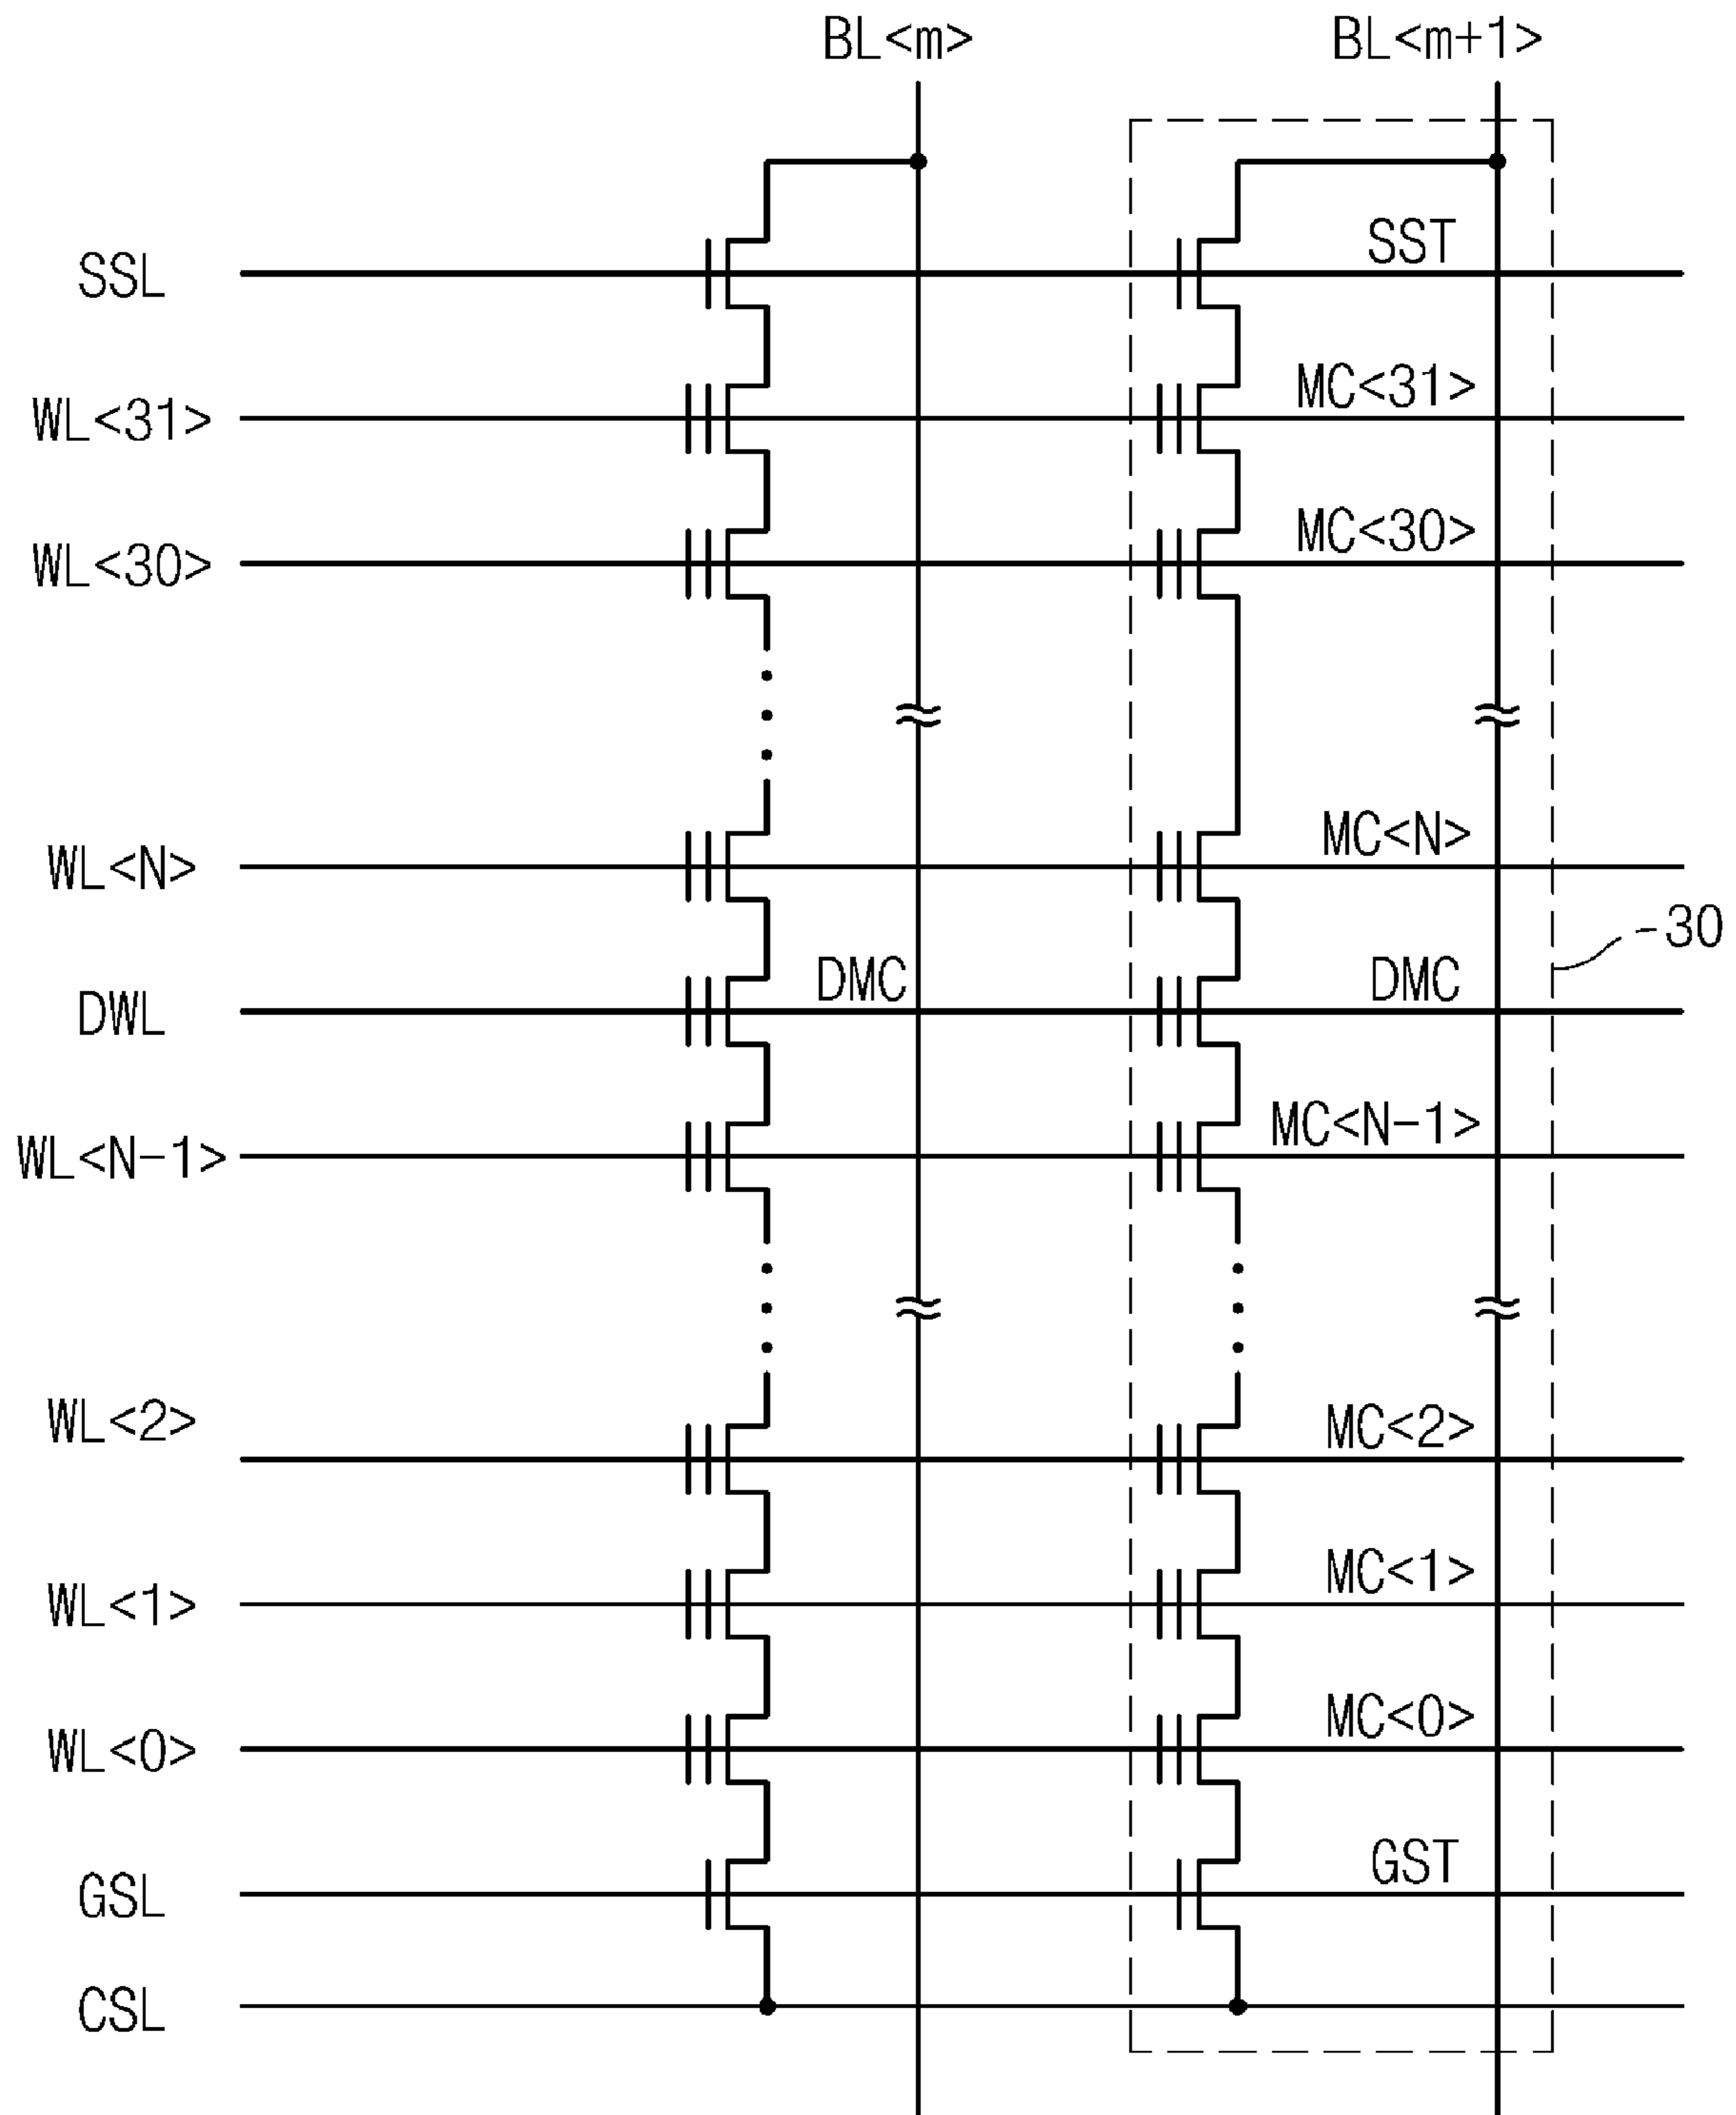 BL<m> BL<m+1>
SSL SST
WL<31> MC<31>
WL<30> MC<30>
WL<N> MC<N>
30
DWL DMC DMC
WL<N-1> MC<N-1>
WL<2> MC<2>
WL<1> MC<1>
WL<0> MC<0>
GSL GST
CSL